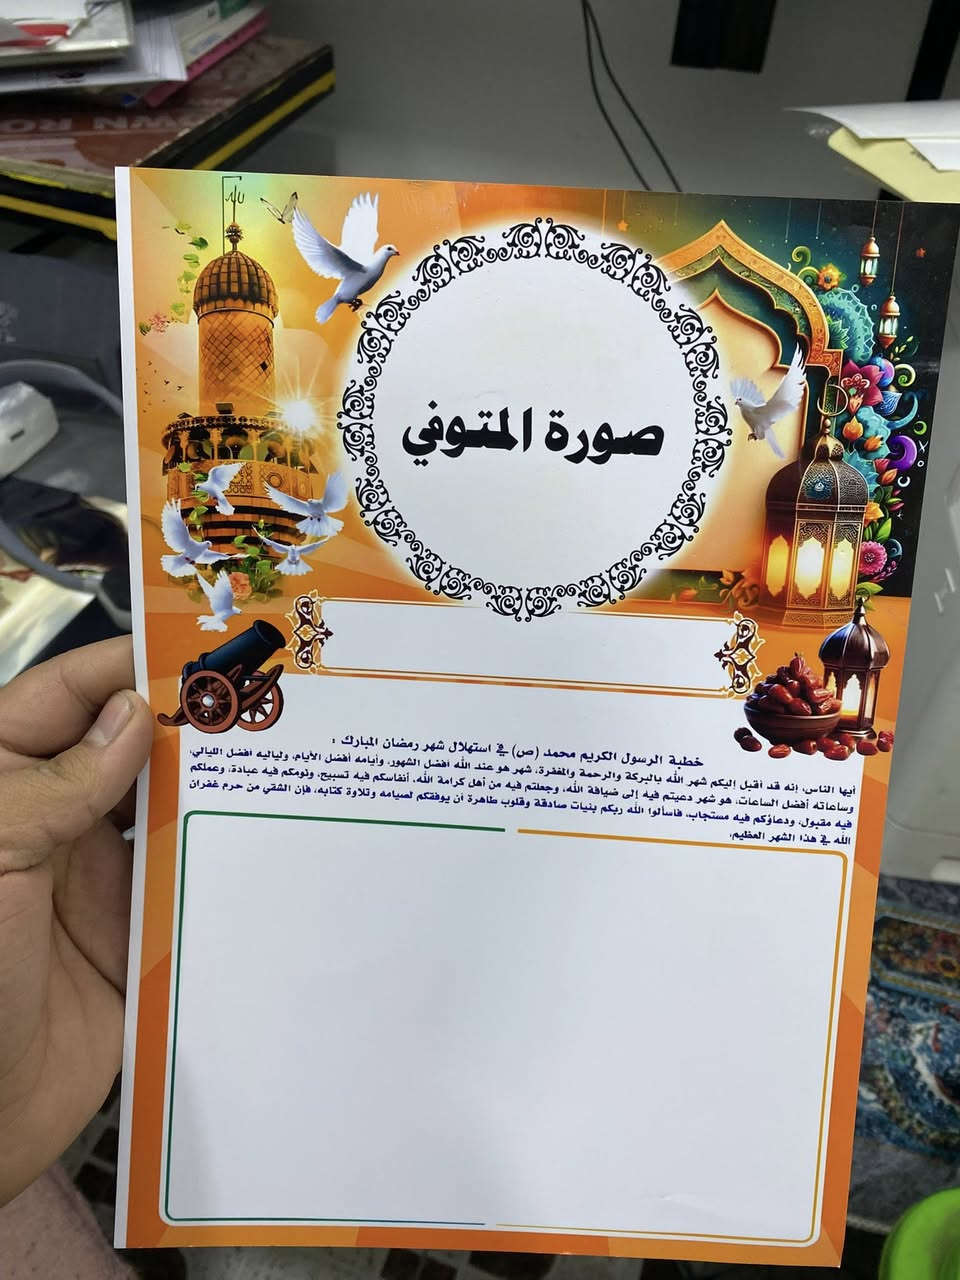 OWN RO
الله
صورة المتوفي
خطبة الرسول الكريم محمد (ص) في استهلال شهر رمضان المبارك :
أيها الناس، إنه قد أقبل إليكم شهر الله بالبركة والرحمة والمغفرة، شهر هو عند الله أفضل الشهور، وأيامه أفضل الأيام، ولياليه أفضل الليالي،
وساعاته أفضل الساعات، هو شهر دعيتم فيه إلى ضيافة الله، وجعلتم فيه من أهل كرامة الله، أنفاسكم فيه تسبيح، ونومكم فيه عبادة، وعملكم
فيه مقبول، ودعاؤكم فيه مستجاب، فاسألوا الله ربكم بنيات صادقة وقلوب طاهرة أن يوفقكم لصيامه وتلاوة كتابه، فإن الشقي من حرم غفران
الله في هذا الشهر العظيم.